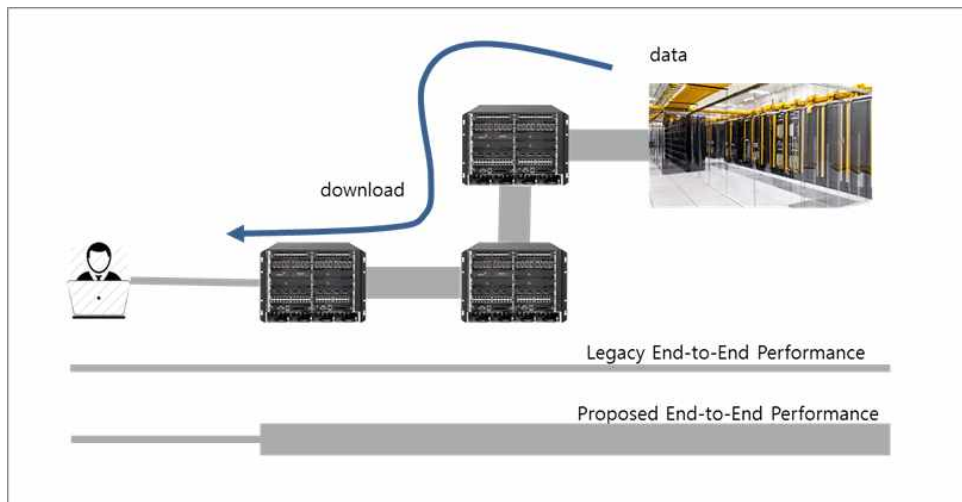 data
download
Legacy End-to-End Performance
Proposed End-to-End Performance